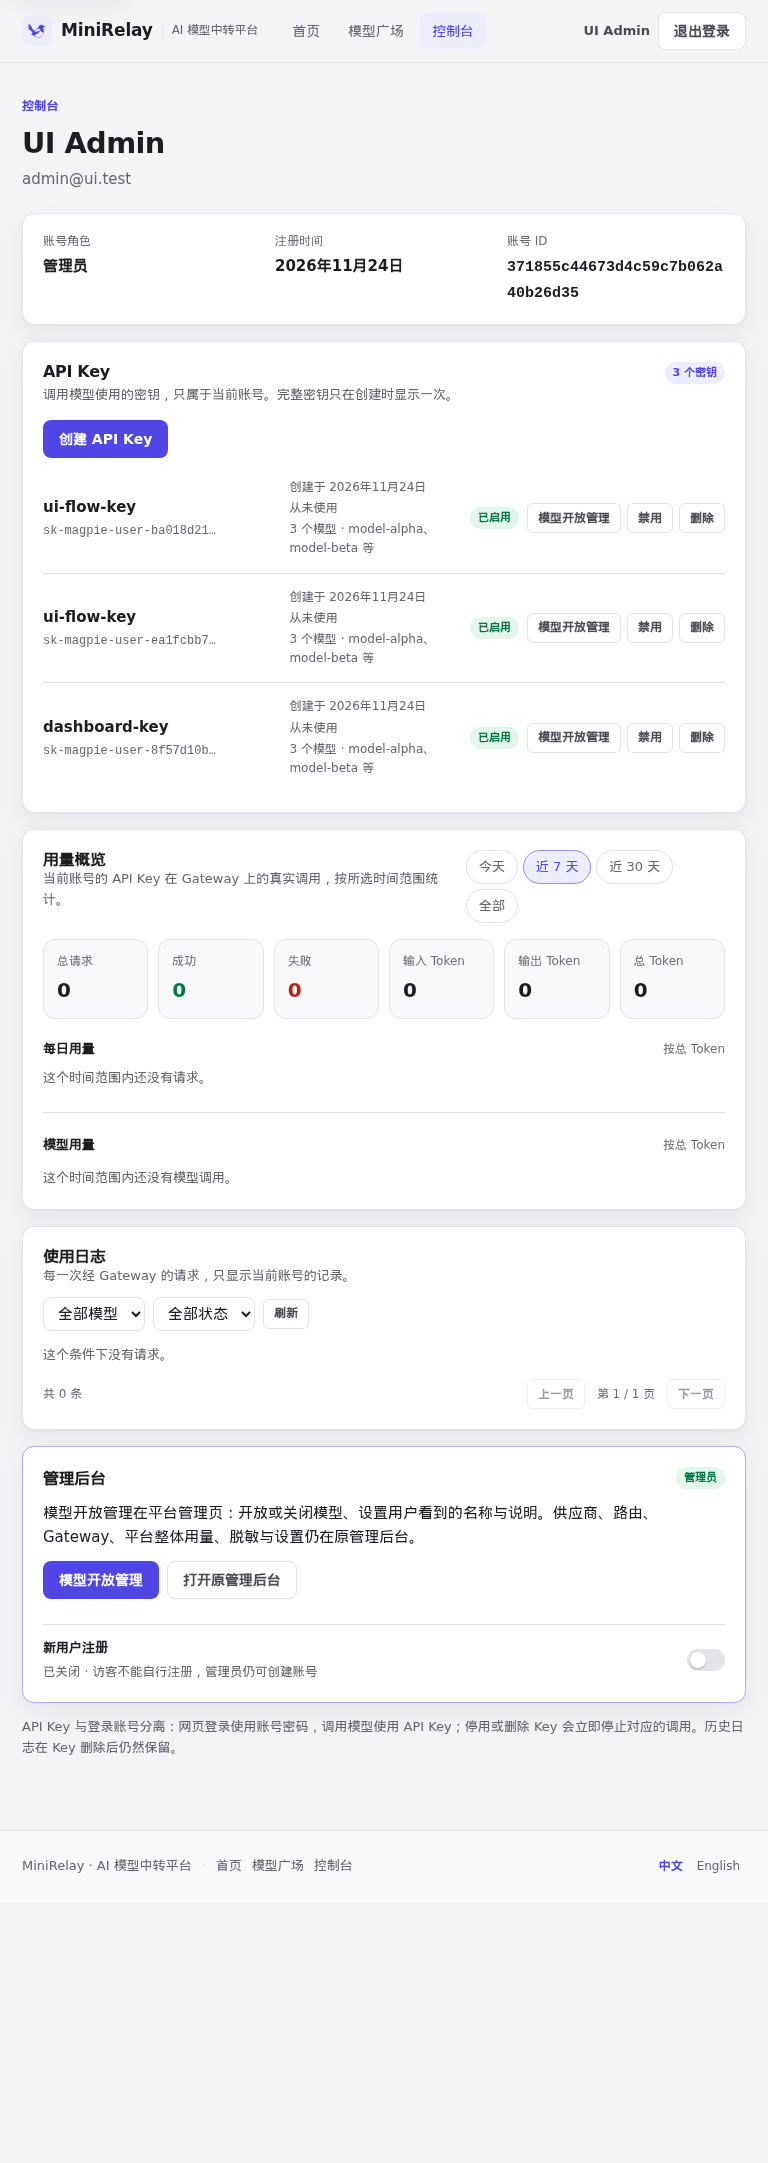 MiniRelay AI 模型中转平台 首页 模型广场 控制台 UI Admin 退出登录
控制台
UI Admin
admin@ui.test
账号角色 注册时间 账号 ID
管理员 2026年11月24日 371855c44673d4c59c7b062a
40b26d35
API Key 3 个密钥
调用模型使用的密钥，只属于当前账号。完整密钥只在创建时显示一次。
创建 API Key
创建于 2026年11月24日
ui-flow-key 从未使用 已启用 模型开放管理 禁用 删除
sk-magpie-user-ba018d21… 3 个模型 · model-alpha、
model-beta 等
创建于 2026年11月24日
ui-flow-key 从未使用 已启用 模型开放管理 禁用 删除
sk-magpie-user-ea1fcbb7… 3 个模型 · model-alpha、
model-beta 等
创建于 2026年11月24日
dashboard-key 从未使用 已启用 模型开放管理 禁用 删除
sk-magpie-user-8f57d10b… 3 个模型 · model-alpha、
model-beta 等
用量概览 今天 近 7 天 近 30 天
当前账号的 API Key 在 Gateway 上的真实调用，按所选时间范围统
计。 全部
总请求 成功 失败 输入 Token 输出 Token 总 Token
0 0 0 0 0 0
每日用量 按总 Token
这个时间范围内还没有请求。
模型用量 按总 Token
这个时间范围内还没有模型调用。
使用日志
每一次经 Gateway 的请求，只显示当前账号的记录。
全部模型 全部状态 刷新
这个条件下没有请求。
共 0 条 上一页 第 1 / 1 页 下一页
管理后台 管理员
模型开放管理在平台管理页：开放或关闭模型、设置用户看到的名称与说明。供应商、路由、
Gateway、平台整体用量、脱敏与设置仍在原管理后台。
模型开放管理 打开原管理后台
新用户注册
已关闭 · 访客不能自行注册，管理员仍可创建账号
API Key 与登录账号分离：网页登录使用账号密码，调用模型使用 API Key；停用或删除 Key 会立即停止对应的调用。历史日
志在 Key 删除后仍然保留。
MiniRelay · AI 模型中转平台 · 首页 模型广场 控制台 中文 English